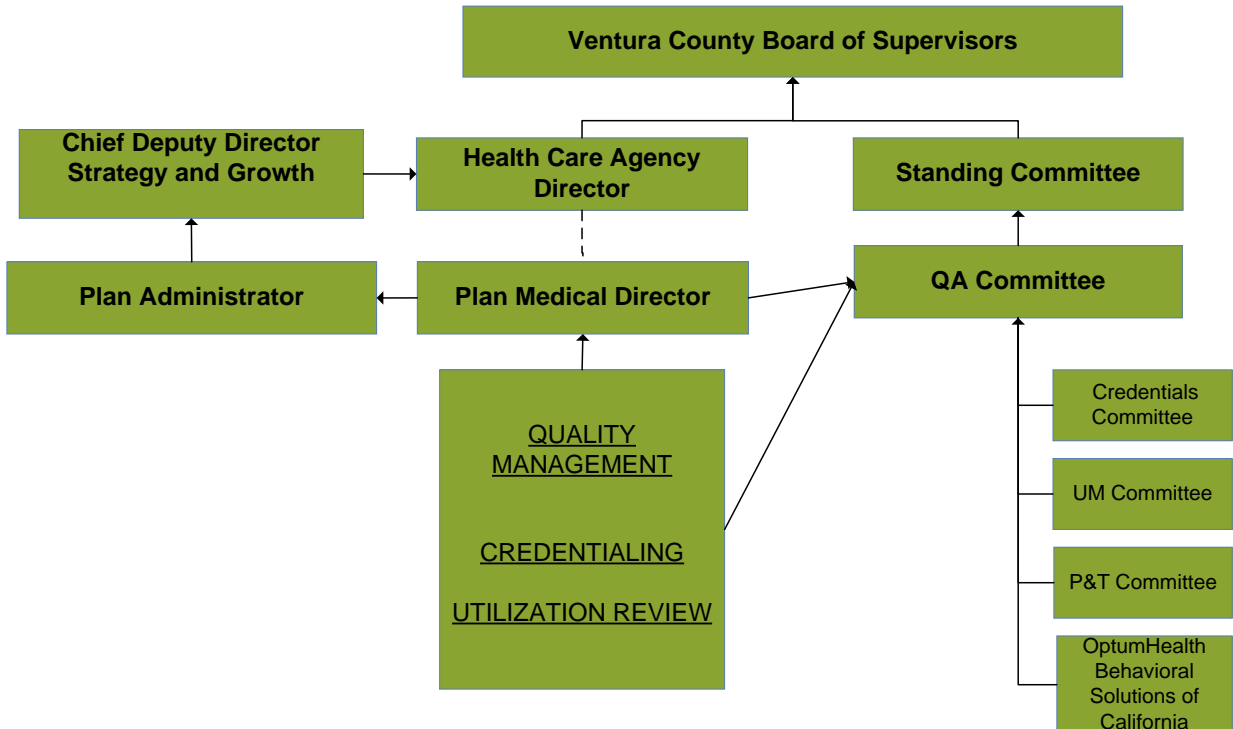 Ventura County Board of Supervisors
Chief Deputy Director
Strategy and Growth
Health Care Agency
Director
Standing Committee
Plan Administrator
Plan Medical Director
QA Committee
QUALITY
MANAGEMENT
CREDENTIALING
UTILIZATION REVIEW
Credentials
Committee
UM Committee
P&T Committee
OptumHealth
Behavioral
Solutions of
California